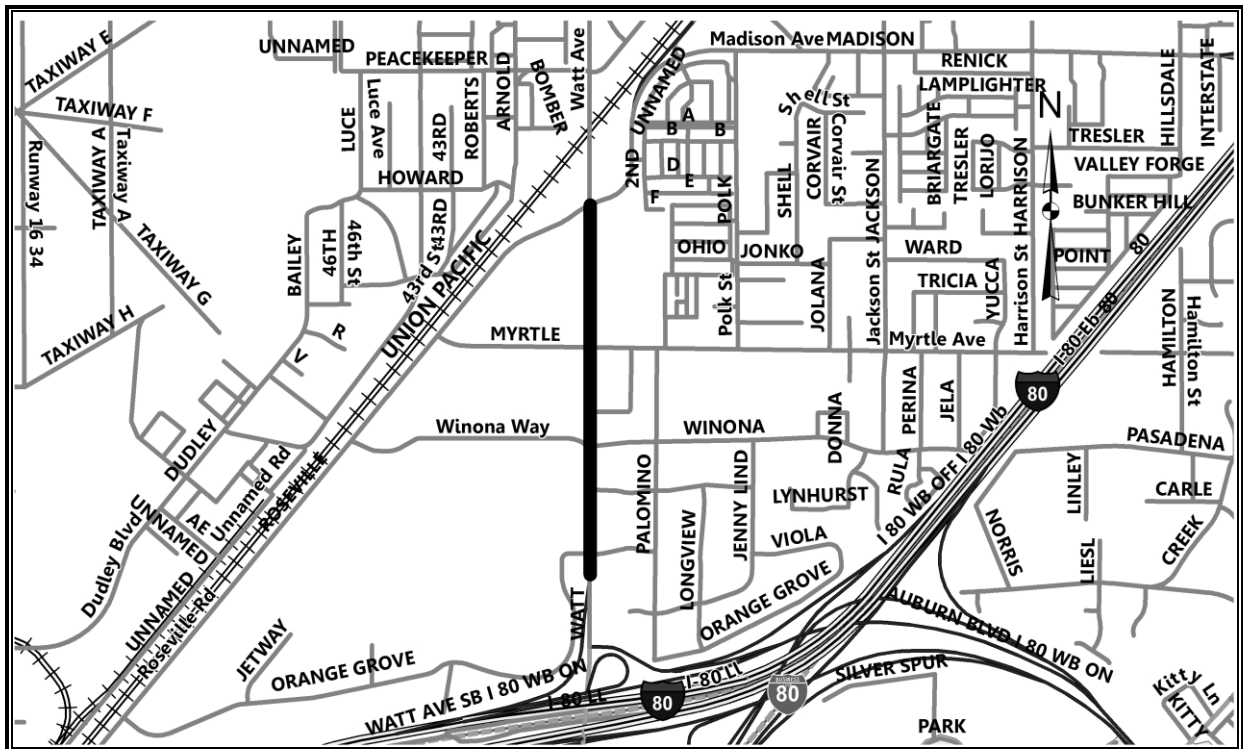 TAXIWAY E
UNNAMED
PEACEKEEPER
ARNOLD
BOMBER
Watt Ave
UNNAMED
Madison Ave
MADISON
RENICK
LAMPLIGHTER
HILLSDALE
INTERSTATE
TAXIWAY F
TAXIWAY A
Taxiway A
LUCE
Luce Ave
43RD
ROBERTS
A
B
B
Shell St
N
TRESLER
Runway 16 34
HOWARD
2ND
D
E
F
POLK
SHELL
CORVAIR
Corvair St
JACKSON
BRIARGATE
TRESLER
LORIJO
HARRISON
VALLEY FORGE
BUNKER HILL
TAXIWAY G
BAILEY
46TH
46th St
43RD
43rd St
UNION PACIFIC
OHIO
JONKO
WARD
POINT
80
TAXIWAY H
Polk St
JOLANA
Jackson St
TRICIA
YUCCA
Harrison St
I-80-Eb-80
R
V
MYRTLE
Myrtle Ave
HAMILTON
Hamilton St
80
DUDLEY
Winona Way
WINONA
DONNA
PERINA
JELA
I 80 WB OFF I 80 Wb
PASADENA
Unnamed Rd
ROSEVILLE
PALOMINO
JENNY LIND
LYNHURST
RULA
LINLEY
CARLE
UNNAMED
AE
Dudley Blvd
LONGVIEW
VIOLA
NORRIS
LIESL
CREEK
UNNAMED
Roseville Rd
JETWAY
ORANGE GROVE
WATT
ORANGE GROVE
AUBURN BLVD I 80 WB ON
WATT AVE SB I 80 WB ON
I-80 LL
I-80 LL
80
BUSINESS
80
SILVER SPUR
PARK
Kitty Ln
KITTY